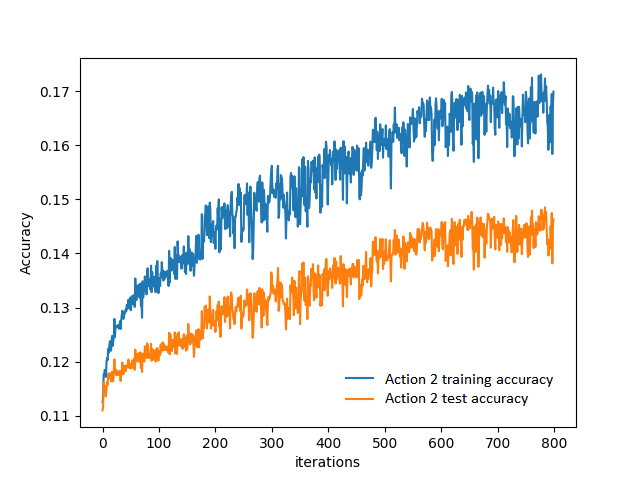 0.17
0.16
0.15
0.14
0.13
0.12
0.11
Accuracy
Action 2 training accuracy
Action 2 test accuracy
0 100 200 300 400 500 600 700 800
iterations